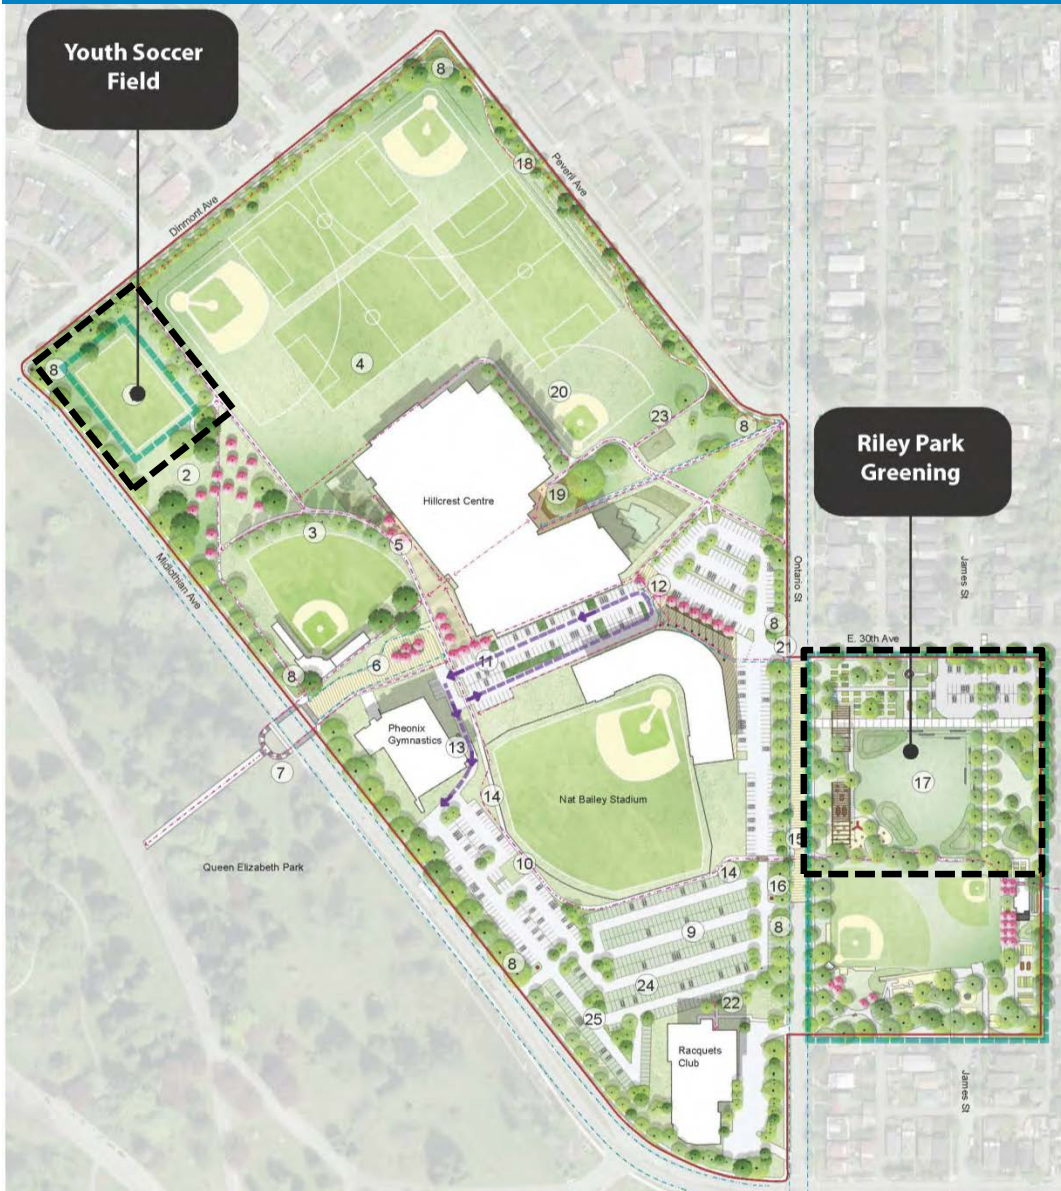 Youth Soccer
Field
8
18
Peveril Ave
Dinmont Ave
8
4
20
23
8
2
Hillcrest Centre
19
3
5
Midlothian Ave
Ontario St
12
James St
8
E. 30th Ave
21
Riley Park
Greening
6
11
8
Pheonix
Gymnastics
13
7
14
Nat Bailey Stadium
17
15
Queen Elizabeth Park
10
14
16
9
8
8
24
25
22
Racquets
Club
James St